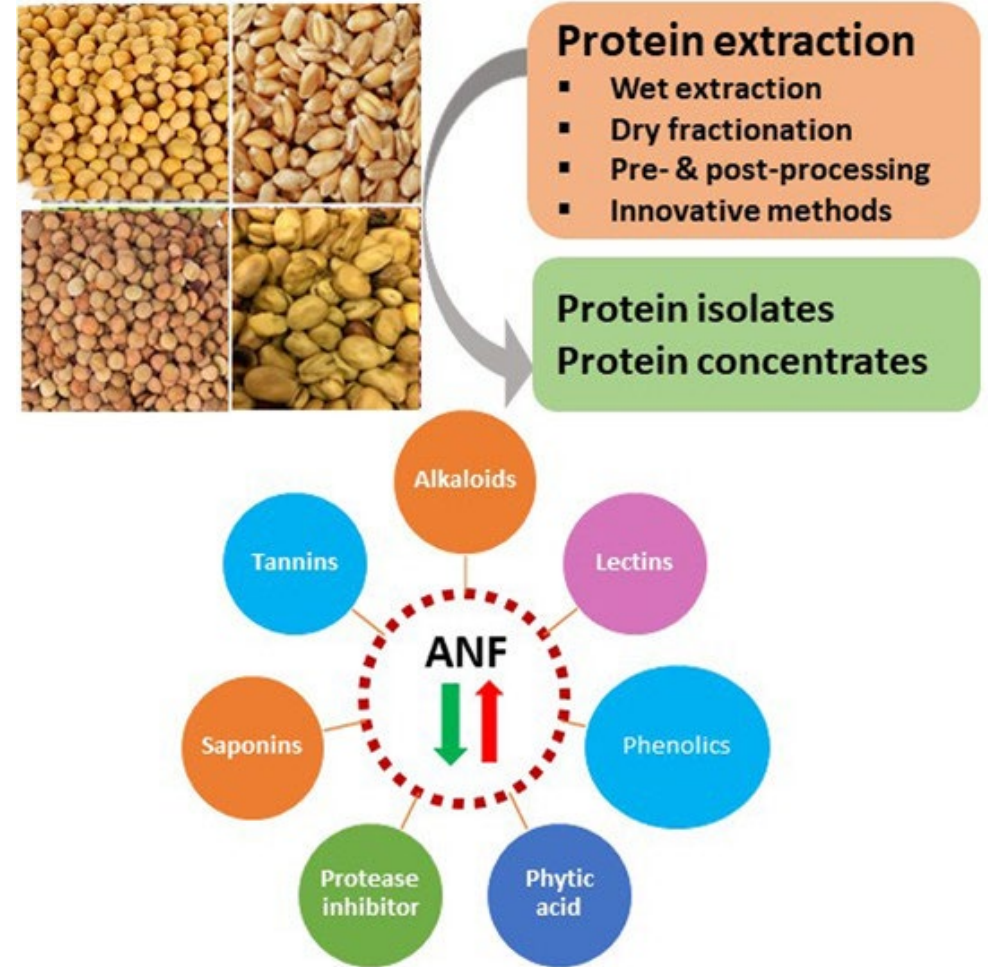 Protein extraction
▪ Wet extraction
▪ Dry fractionation
▪ Pre- & post-processing
▪ Innovative methods
Protein isolates
Protein concentrates
Alkaloids
Tannins
Lectins
ANF
Saponins
Phenolics
Protease
inhibitor
Phytic
acid